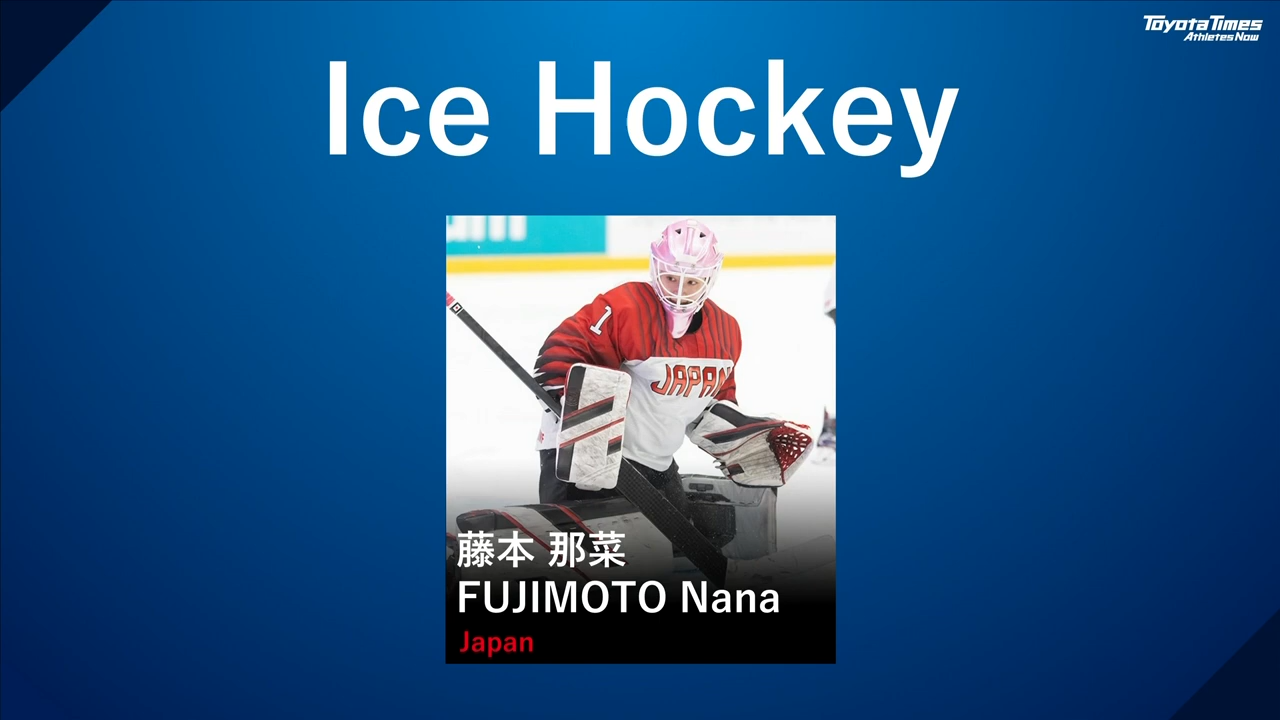 Toyota Times
Athletes Now
Ice Hockey
1
JAPAN
藤本 那菜
FUJIMOTO Nana
Japan